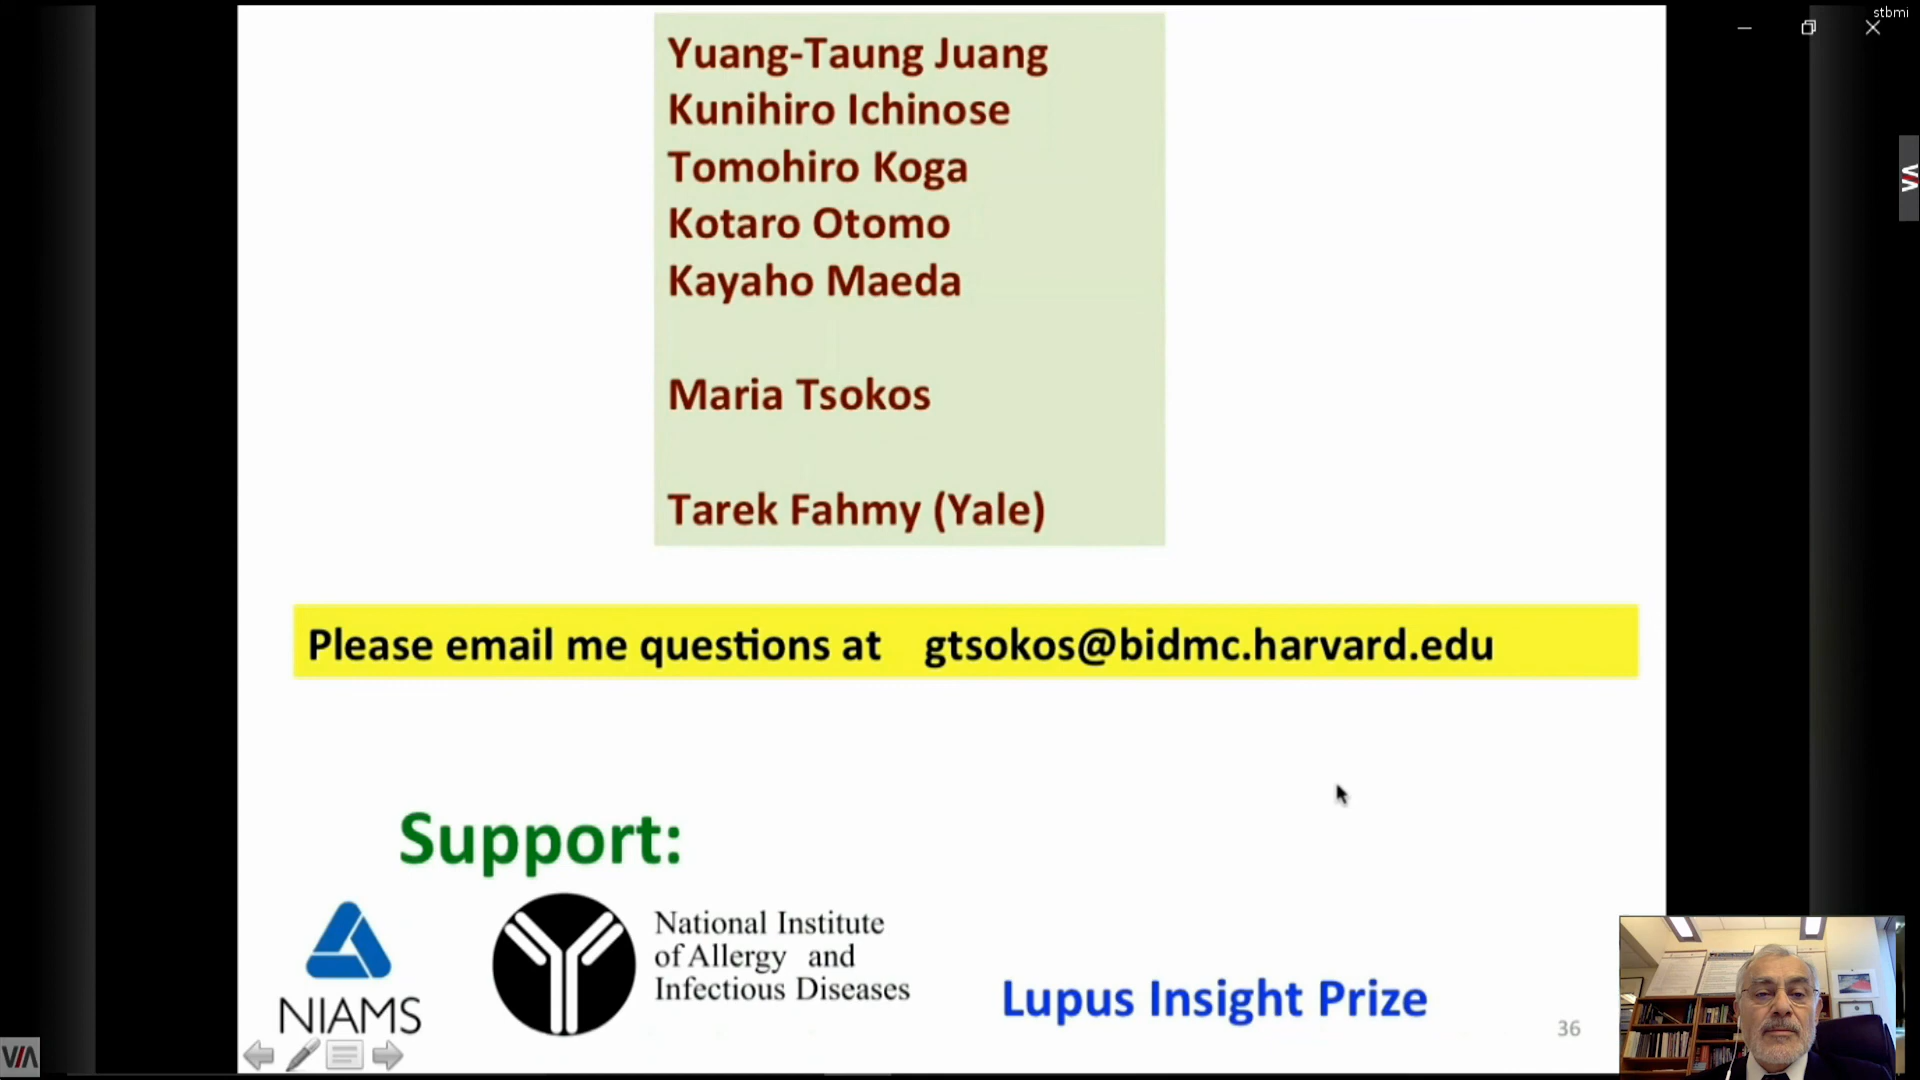 stbmi
Yuang-Taung Juang
Kunihiro Ichinose
Tomohiro Koga
Kotaro Otomo
Kayaho Maeda
Maria Tsokos
Tarek Fahmy (Yale)
Please email me questions at gtsokos@bidmc.harvard.edu
Support:
NIAMS
National Institute
of Allergy and
Infectious Diseases
Lupus Insight Prize
36